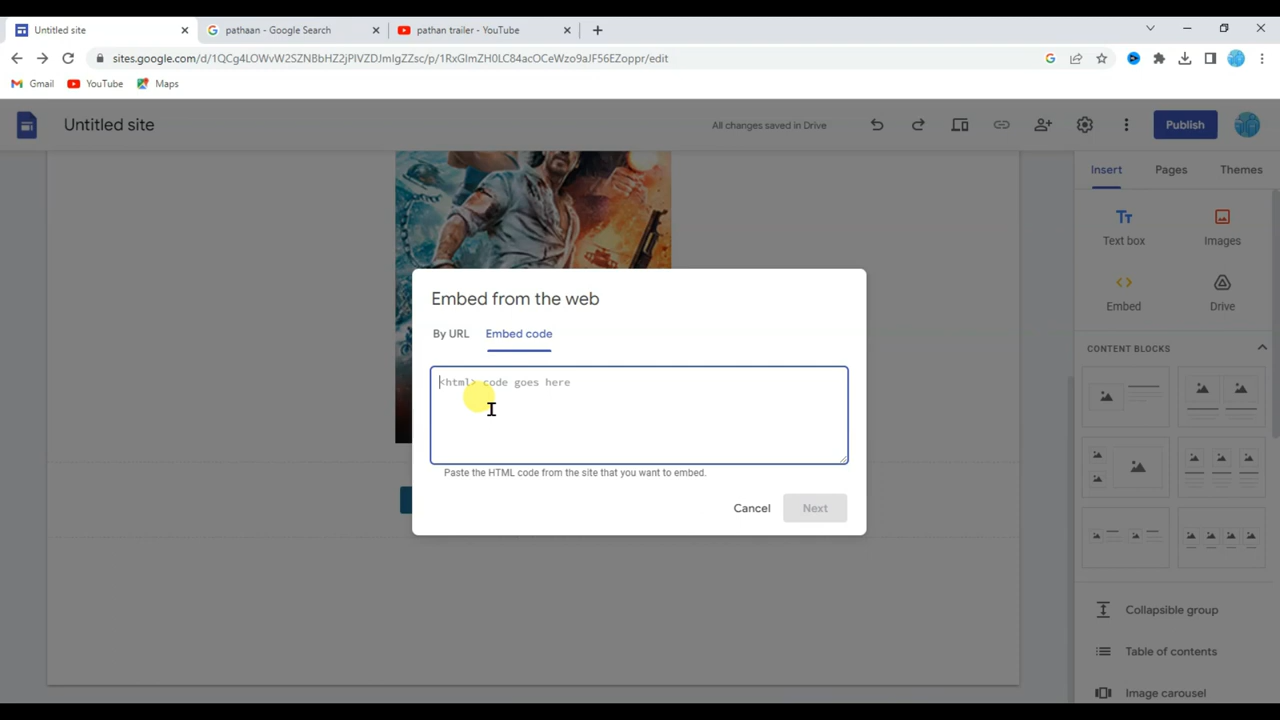 Untitled site
pathaan - Google Search
pathan trailer - YouTube
sites.google.com/d/1QCg4LOWvW2SZNBbHZ2jPlVZDJmIgZZsc/p/1RxGlmZH0LC84acOCeWzo9aJF56EZoppr/edit
Gmail
YouTube
Maps
Untitled site
All changes saved in Drive
Publish
Insert
Pages
Themes
Text box
Images
Embed
Drive
CONTENT BLOCKS
Embed from the web
By URL
Embed code
<html> code goes here
Paste the HTML code from the site that you want to embed.
Cancel
Next
Collapsible group
Table of contents
Image carousel